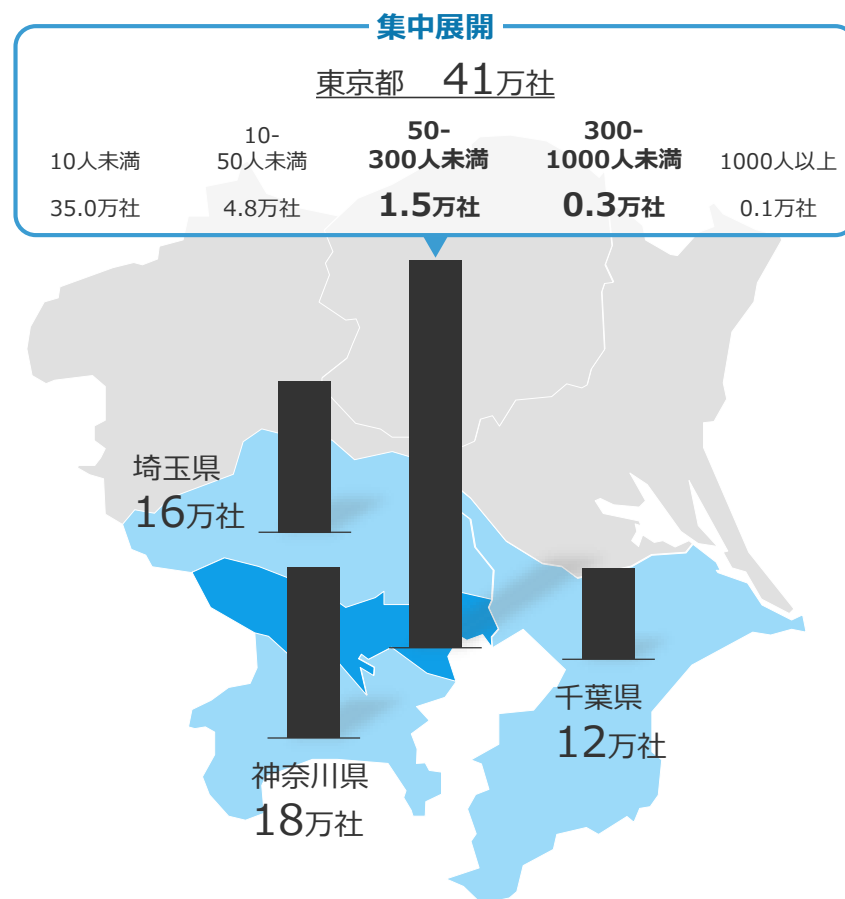 集中展開
東京都 41万社
10人未満
35.0万社
10-
50人未満
4.8万社
50-
300人未満
1.5万社
300-
1000人未満
0.3万社
1000人以上
0.1万社
埼玉県
16万社
千葉県
12万社
神奈川県
18万社